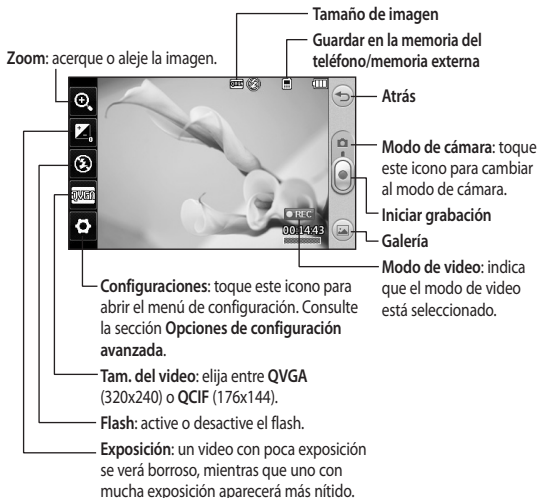 Tamaño de imagen
Guardar en la memoria del
teléfono/memoria externa
Zoom: acerque o aleje la imagen.
Atrás
Modo de cámara: toque
este icono para cambiar
al modo de cámara.
Iniciar grabación
Galería
Modo de video: indica
que el modo de video
está seleccionado.
QVGA
REC
00:14:43
Configuraciones: toque este icono para
abrir el menú de configuración. Consulte
la sección Opciones de configuración
avanzada.
Tam. del video: elija entre QVGA
(320x240) o QCIF (176x144).
Flash: active o desactive el flash.
Exposición: un video con poca exposición
se verá borroso, mientras que uno con
mucha exposición aparecerá más nítido.